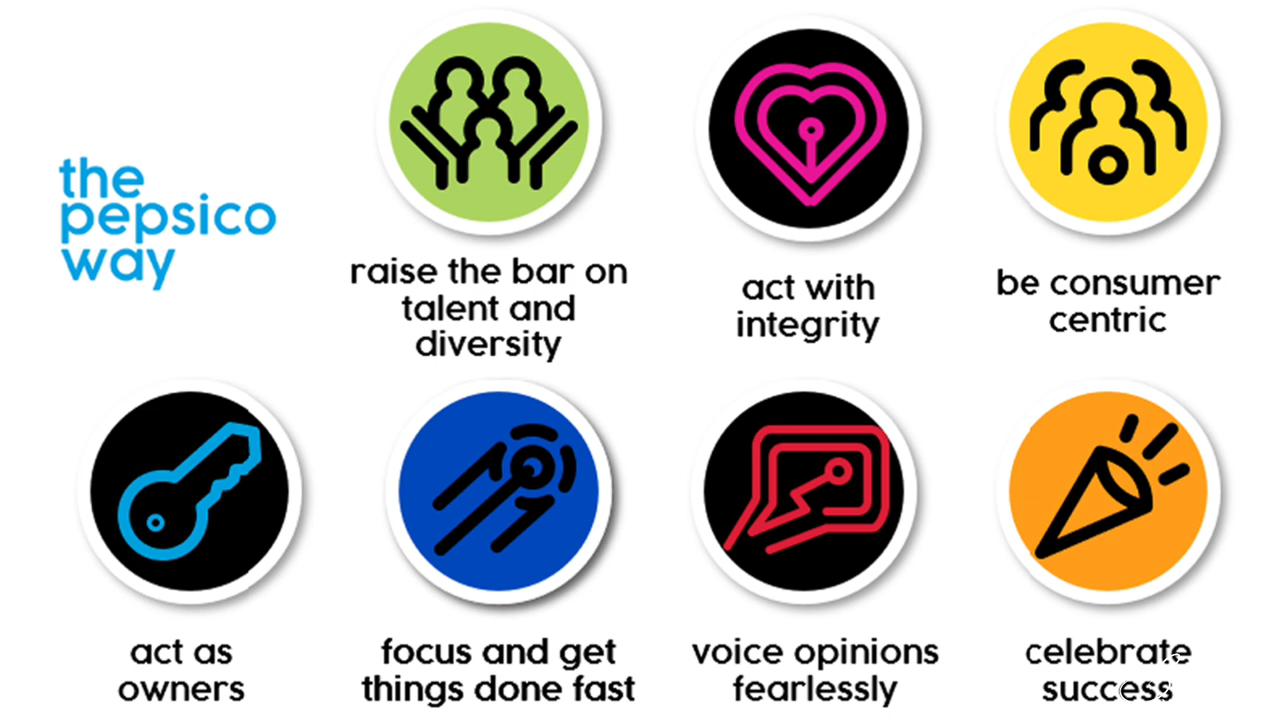 the
pepsico
way
raise the bar on
talent and
diversity
act with
integrity
be consumer
centric
act as
owners
focus and get
things done fast
voice opinions
fearlessly
celebrate
success